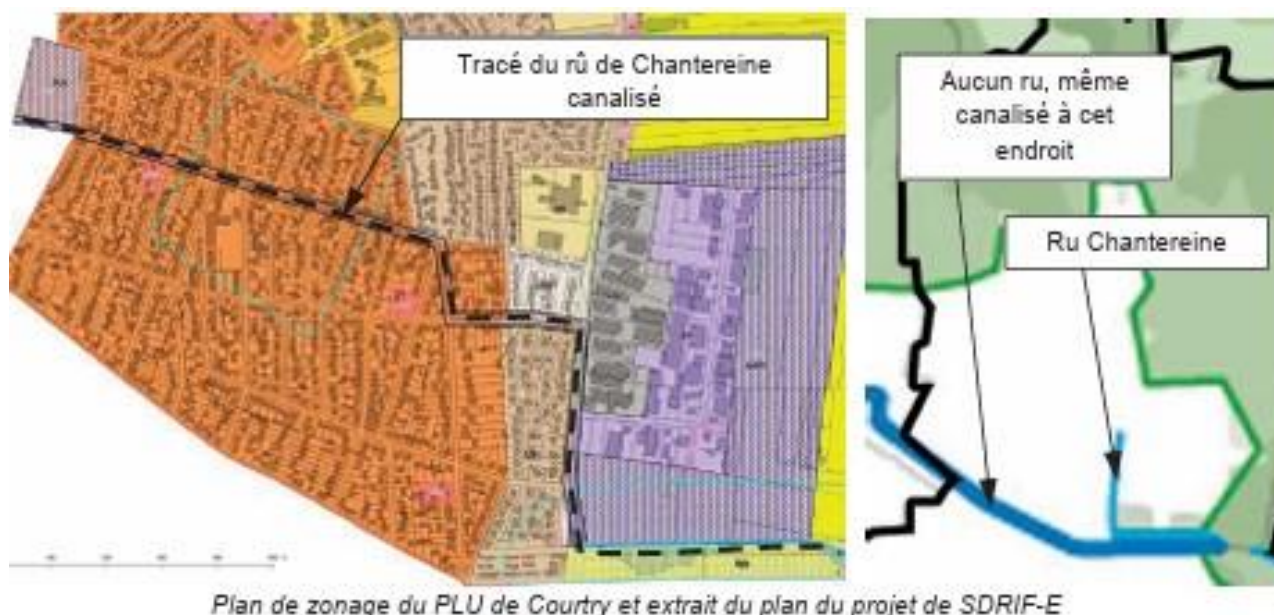 Tracé du rû de Chantereine
canalisé
Aucun ru, même
canalisé à cet
endroit
Ru Chantereine
Plan de zonage du PLU de Courtry et extrait du plan du projet de SDRIF-E